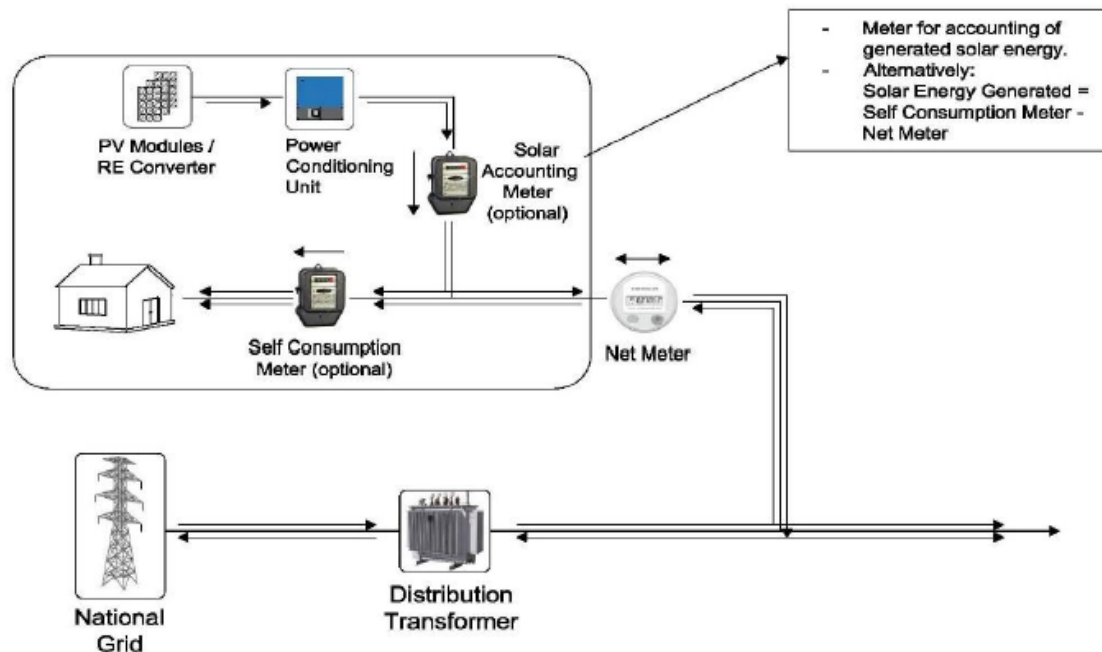 - Meter for accounting of
generated solar energy.
- Alternatively:
Solar Energy Generated =
Self Consumption Meter -
Net Meter
PV Modules /
RE Converter
Power
Conditioning
Unit
Solar
Accounting
Meter
(optional)
Self Consumption
Meter (optional)
Net Meter
National
Grid
Distribution
Transformer